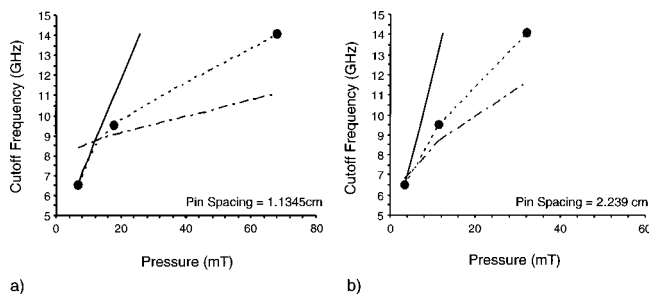 15
14
13
12
11
10
9
8
7
6
5
Cutoff Frequency (GHz)
Pin Spacing = 1.1345cm
0 20 40 60 80
Pressure (mT)
a)
15
14
13
12
11
10
9
8
7
6
5
Cutoff Frequency (GHz)
Pin Spacing = 2.239 cm
0 20 40 60
Pressure (mT)
b)